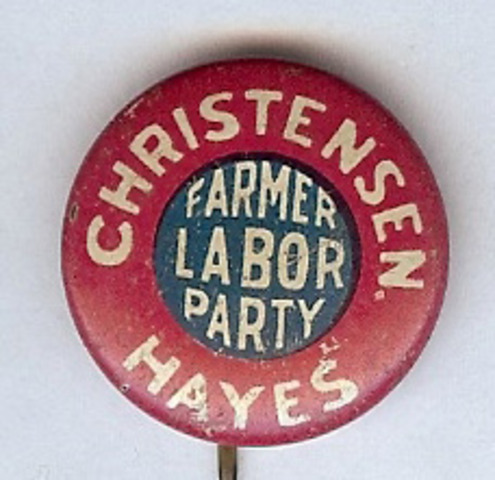 CHRISTENSEN.
FARMER
LABOR
PARTY
HAYES